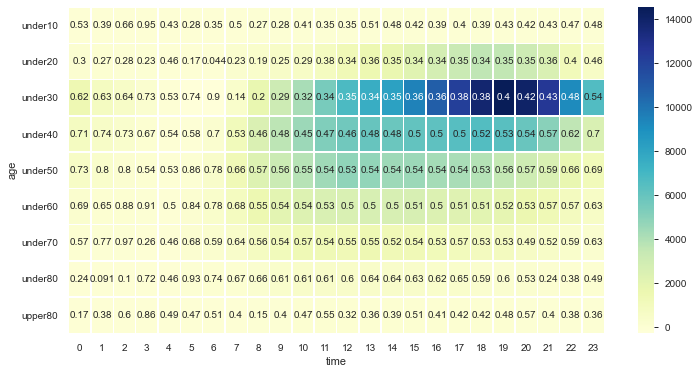 under10 0.53 0.39 0.66 0.95 0.43 0.28 0.35 0.5 0.27 0.28 0.41 0.35 0.35 0.51 0.48 0.42 0.39 0.4 0.39 0.43 0.42 0.43 0.47 0.48 14000
under20 0.3 0.27 0.28 0.23 0.46 0.17 0.044 0.23 0.19 0.25 0.29 0.38 0.34 0.36 0.35 0.34 0.34 0.34 0.35 0.34 0.35 0.36 0.4 0.46 12000
under30 0.62 0.63 0.64 0.73 0.53 0.74 0.9 0.14 0.2 0.29 0.32 0.34 0.35 0.34 0.35 0.36 0.36 0.38 0.38 0.4 0.42 0.43 0.48 0.54 10000
under40 0.71 0.74 0.73 0.67 0.54 0.58 0.7 0.53 0.46 0.48 0.45 0.47 0.46 0.48 0.48 0.5 0.5 0.5 0.52 0.53 0.54 0.57 0.62 0.7 8000
age
under50 0.73 0.8 0.8 0.54 0.53 0.86 0.78 0.66 0.57 0.56 0.55 0.54 0.53 0.54 0.54 0.54 0.54 0.54 0.53 0.56 0.57 0.59 0.66 0.69 6000
under60 0.69 0.65 0.88 0.91 0.5 0.84 0.78 0.68 0.55 0.54 0.54 0.53 0.5 0.5 0.5 0.51 0.5 0.51 0.51 0.52 0.53 0.57 0.57 0.63 4000
under70 0.57 0.77 0.97 0.26 0.46 0.68 0.59 0.64 0.56 0.54 0.57 0.54 0.55 0.55 0.52 0.54 0.53 0.57 0.53 0.53 0.49 0.52 0.59 0.63
under80 0.24 0.091 0.1 0.72 0.46 0.93 0.74 0.67 0.66 0.61 0.61 0.61 0.6 0.64 0.64 0.63 0.62 0.65 0.59 0.6 0.53 0.24 0.38 0.49 2000
upper80 0.17 0.38 0.6 0.86 0.49 0.47 0.51 0.4 0.15 0.4 0.47 0.55 0.32 0.36 0.39 0.51 0.41 0.42 0.42 0.48 0.57 0.4 0.38 0.36 0
0 1 2 3 4 5 6 7 8 9 10 11 12 13 14 15 16 17 18 19 20 21 22 23
time